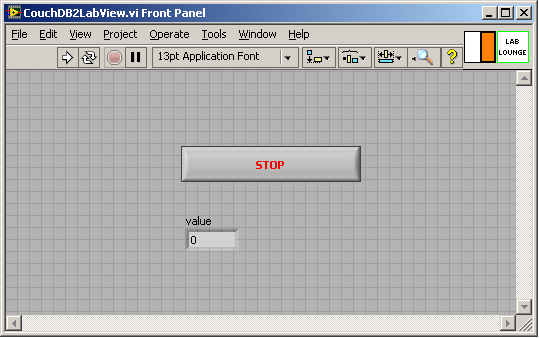 CouchDB2LabView.vi Front Panel
File Edit View Project Operate Tools Window Help
13pt Application Font
?
LAB
LOUNGE
STOP
value
0